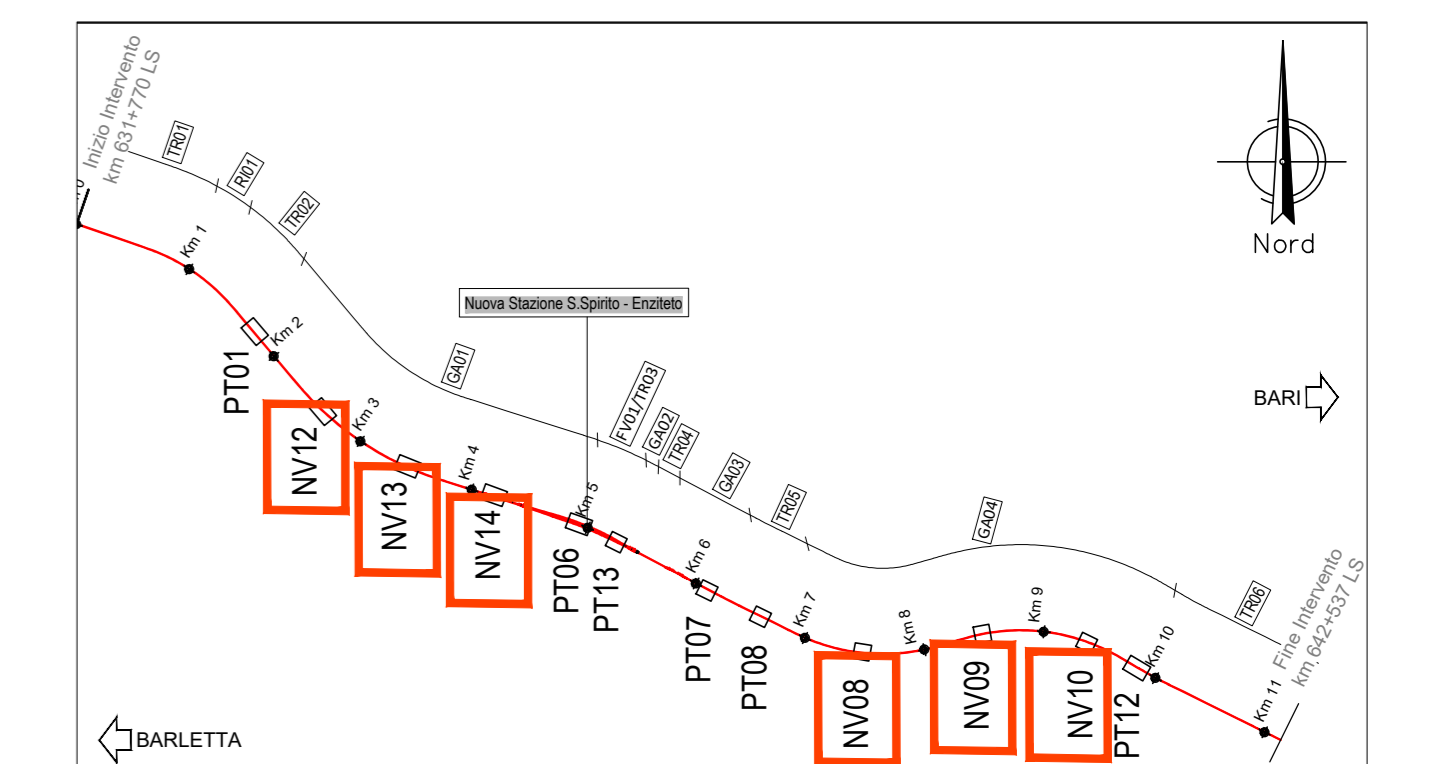 Inizio Intervento
km 631+770 LS
TR01
RI01
TR02
Nord
Km 1
Nuova Stazione S.Spirito - Enziteto
Km 2
PT01
GA01
FV01/TR03
GA02
TR04
BARI
Km 3
NV12
Km 4
NV13
GA03
TR05
Km 5
NV14
GA04
PT06
PT13
Km 6
PT07
Km 7
PT08
Km 8
Km 9
TR06
Fine Intervento
km 642+537 LS
NV08
NV09
NV10
Km 10
PT12
Km 11
BARLETTA